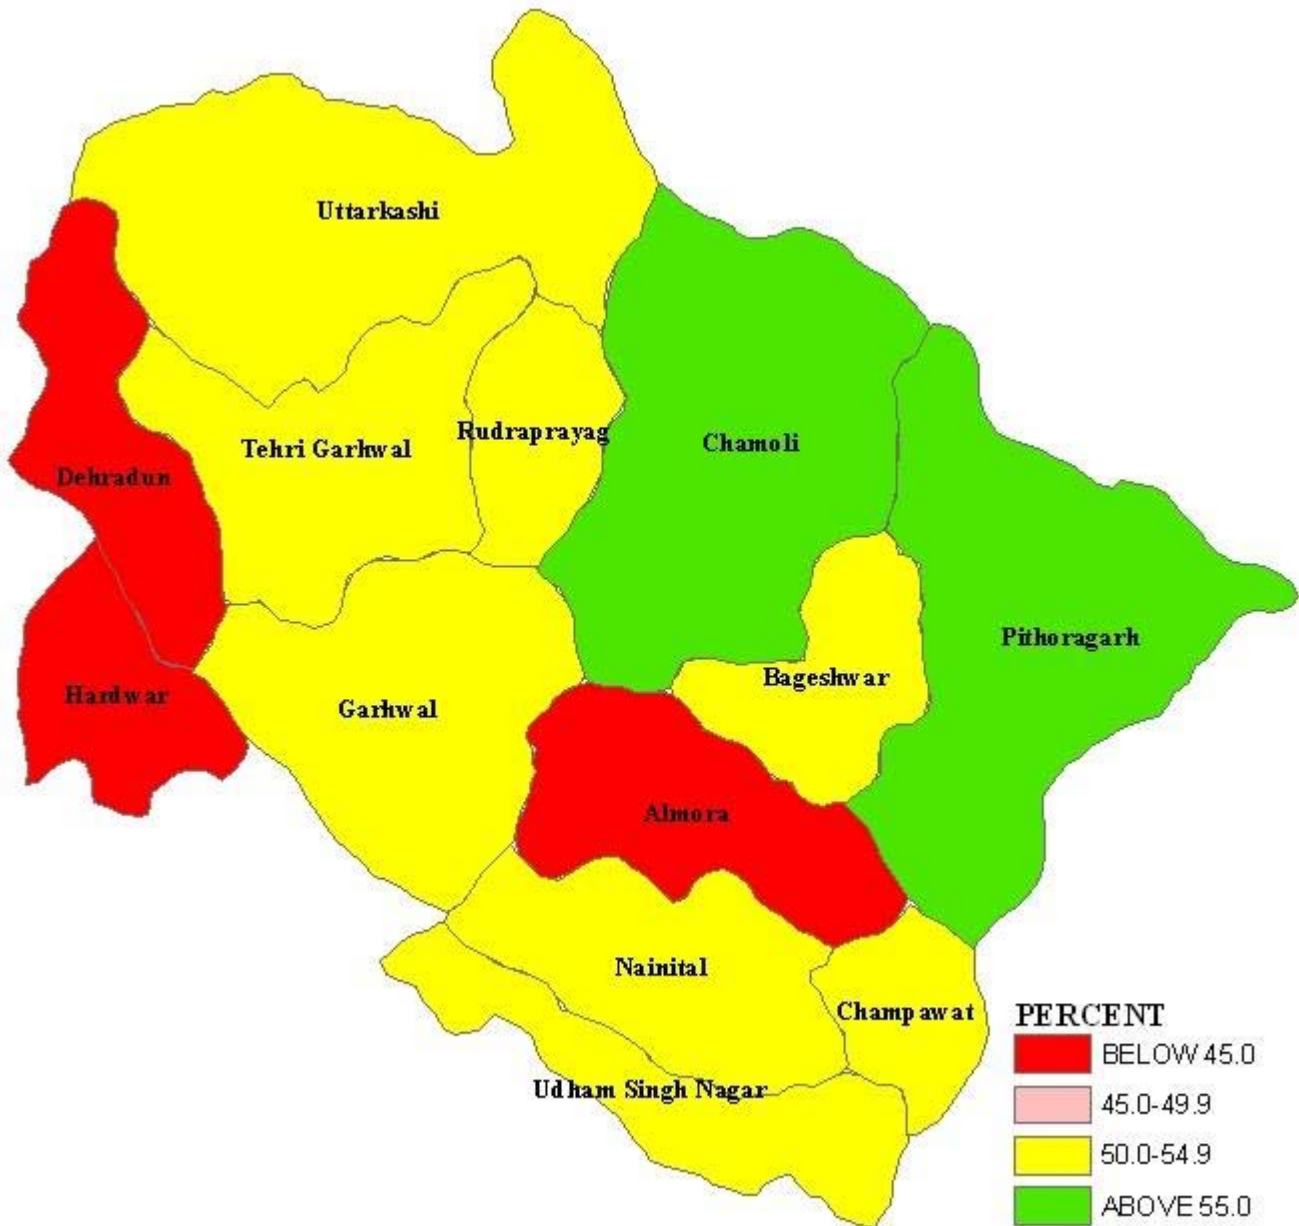 Uttarkashi
Rudraprayag
Tehri Garhwal
Chamoli
Dehradun
Pithoragarh
Bageshwar
Hardwar
Garhwal
Almora
Nainital
Champawat
Udham Singh Nagar
PERCENT
BELOW 45.0
45.0-49.9
50.0-54.9
ABOVE 55.0